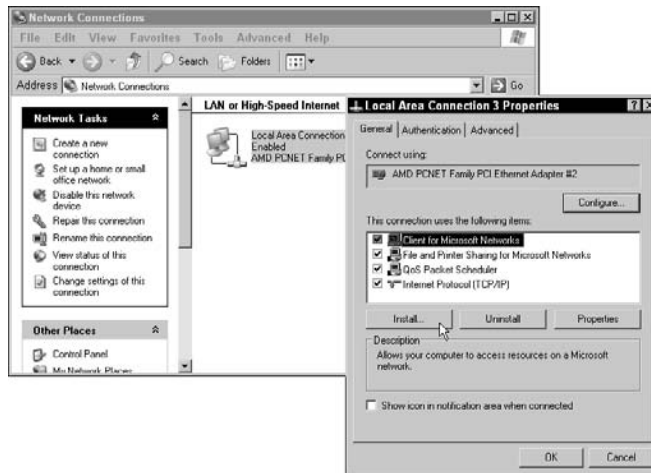 Network Connections
File Edit View Favorites Tools Advanced Help
Back Search Folders
Address Network Connections Go
Network Tasks
Create a new
connection
Set up a home or small
office network
Disable this network
device
Repair this connection
Rename this connection
View status of this
connection
Change settings of this
connection
Other Places
Control Panel
My Network Places
LAN or High-Speed Internet
Local Area Connection
Enabled
AMD PCNET Family PC
Local Area Connection 3 Properties
General Authentication Advanced
Connect using:
AMD PCNET Family PCI Ethernet Adapter #2
Configure...
This connection uses the following items:
Client for Microsoft Networks
File and Printer Sharing for Microsoft Networks
QoS Packet Scheduler
Internet Protocol (TCP/IP)
Install... Uninstall Properties
Description
Allows your computer to access resources on a Microsoft
network.
Show icon in notification area when connected
OK Cancel